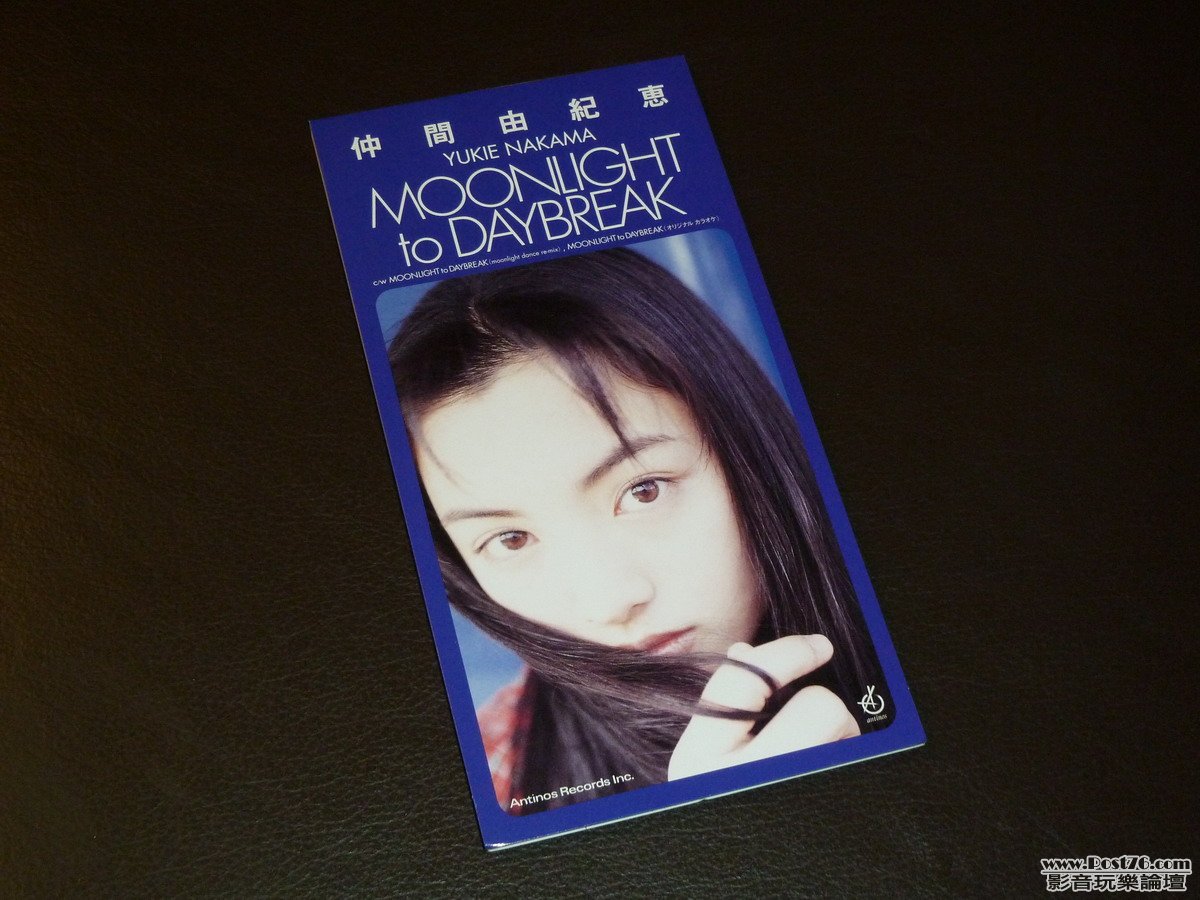 仲間由紀恵
YUKIE NAKAMA
MOONLIGHT
to DAYBREAK
c/w MOONLIGHT to DAYBREAK (moonlight dance re-mix) , MOONLIGHT to DAYBREAK (オリジナル カラオケ)
antinos
Antinos Records Inc.
www.Post76.com
影音玩樂論壇